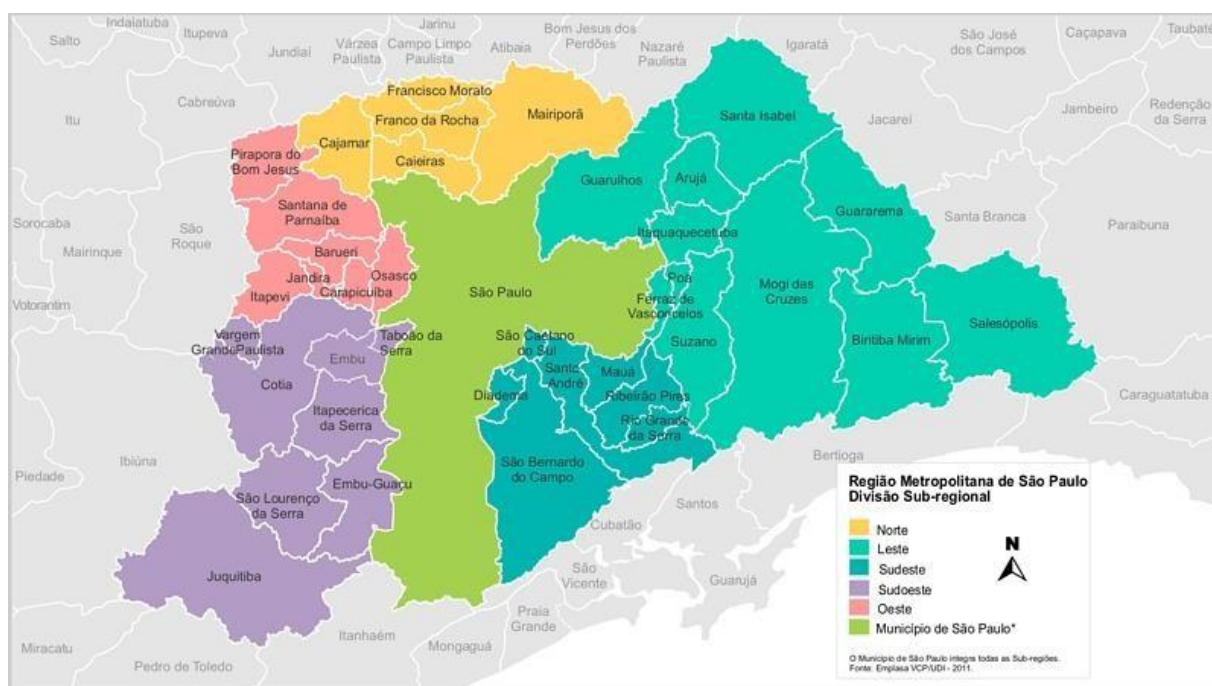 Indaiatuba
Salto
Itupeva
Jundiaí
Jarinu
Várzea
Paulista
Campo Limpo
Paulista
Atibaia
Bom Jesus dos
Perdões
Nazaré
Paulista
Igaratá
São José
dos Campos
Caçapava
Taubaté
Itu
Cabreúva
Francisco Morato
Franco da Rocha
Mairiporã
Cajamar
Caieiras
Santa Isabel
Jacareí
Jambeiro
Redenção
da Serra
Pirapora do
Bom Jesus
Guarulhos
Arujá
Santana de
Parnaíba
Guararema
Santa Branca
Paraibuna
Sorocaba
Mairinque
São
Roque
Itaquaquecetuba
Barueri
Jandira
Osasco
Itapevi
Carapicuíba
São Paulo
Poá
Ferraz de
Vasconcelos
Mogi das
Cruzes
Votorantim
Vargem
GrandePaulista
Taboão da
Serra
São Caetano
do Sul
Suzano
Biritiba Mirim
Salesópolis
Embu
Cotia
Santo
André
Mauá
Diadema
Ribeirão Pires
Itapecerica
da Serra
Rio Grande
da Serra
Caraguatatuba
Piedade
Ibiúna
São Bernardo
do Campo
Bertioga
Embu-Guaçu
São Lourenço
da Serra
Santos
Cubatão
Juquitiba
São
Vicente
Guarujá
Praia
Grande
Itanhaém
Mongaguá
Miracatu
Pedro de Toledo
Região Metropolitana de São Paulo
Divisão Sub-regional
Norte
Leste
Sudeste
Sudoeste
Oeste
Município de São Paulo*
N
O Município de São Paulo integra todas as Sub-regiões.
Fonte: Emplasa VCP/UDI - 2011.